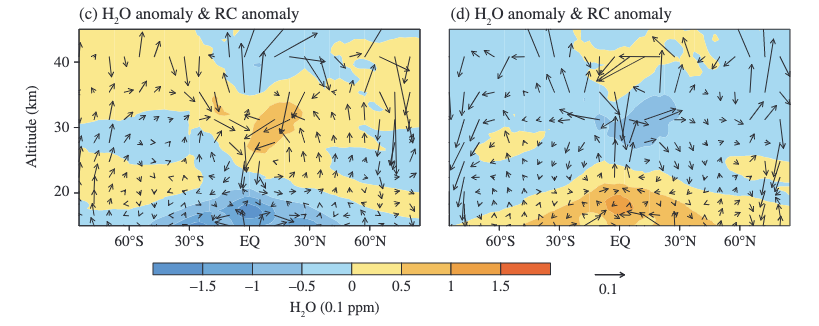 (c) H₂O anomaly & RC anomaly
(d) H₂O anomaly & RC anomaly
Altitude (km)
40
30
20
60°S 30°S EQ 30°N 60°N
60°S 30°S EQ 30°N 60°N
−1.5 −1 −0.5 0 0.5 1 1.5
H₂O (0.1 ppm)
0.1